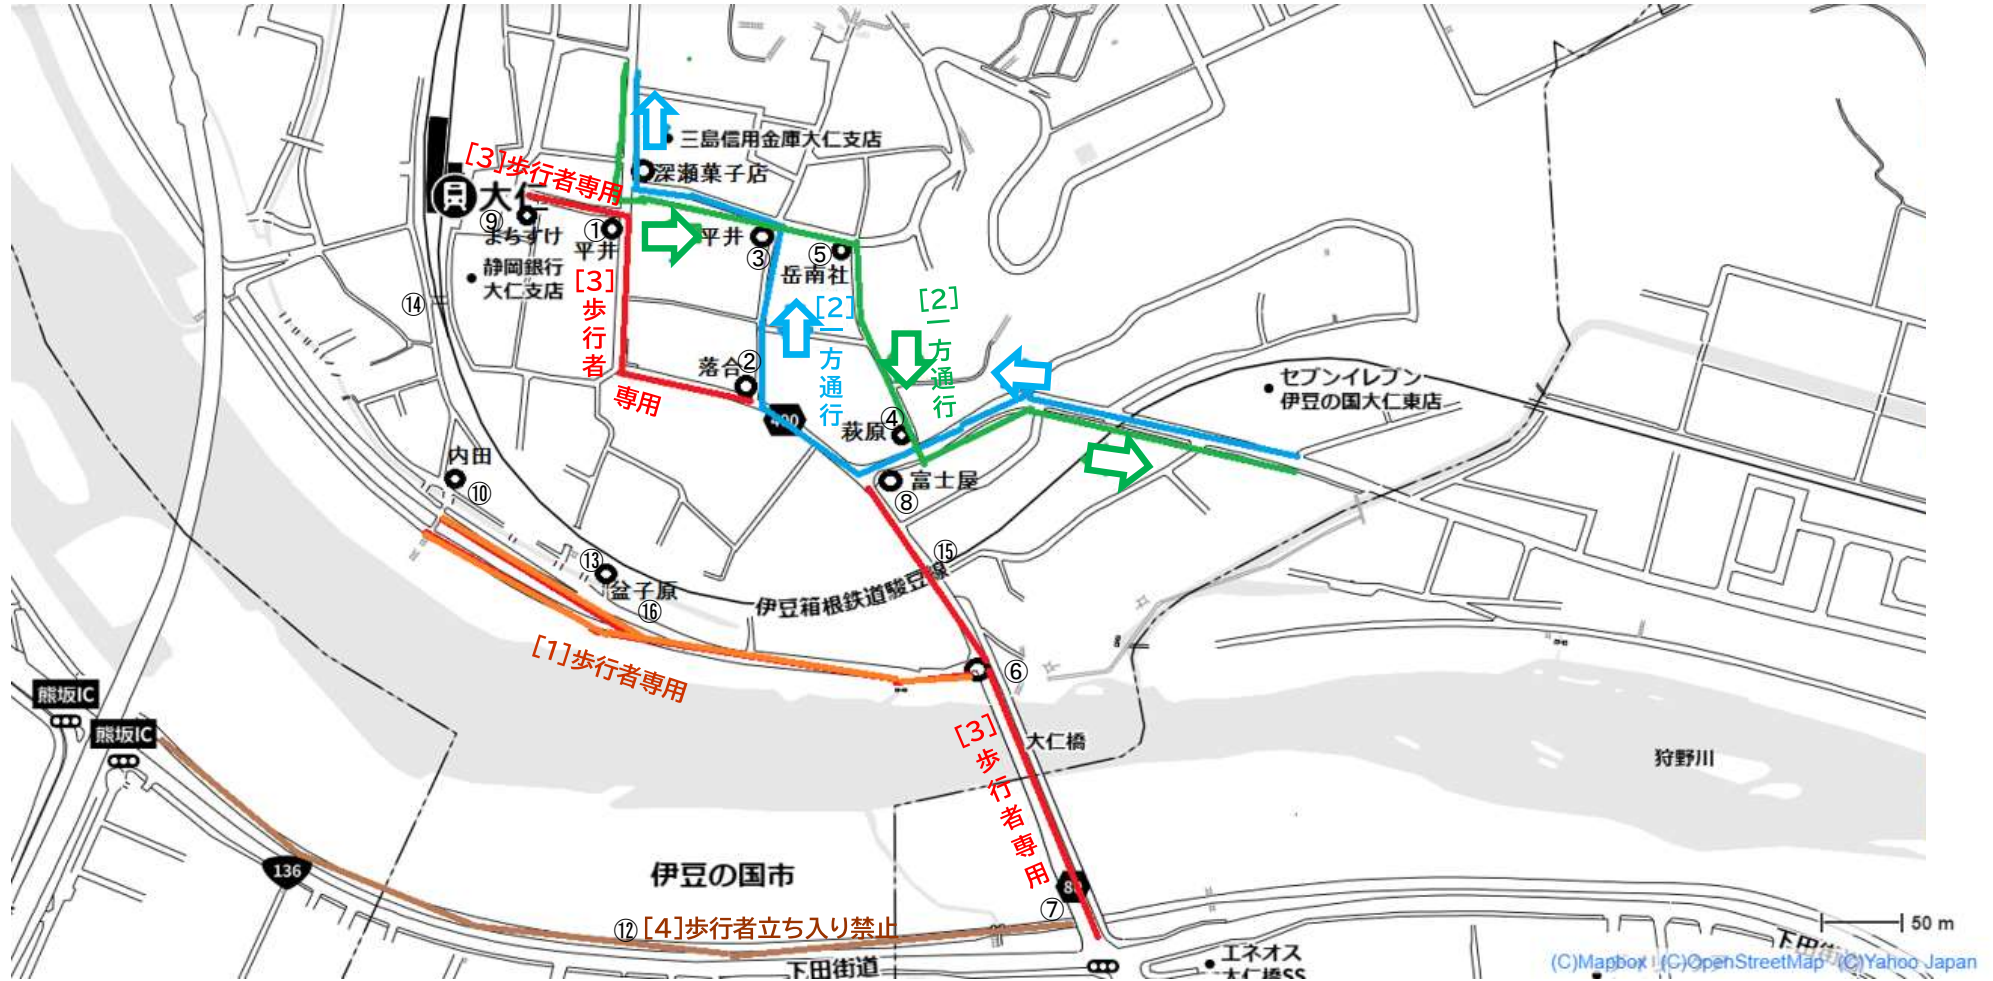 三島信用金庫大仁支店
[3]歩行者専用
深瀬菓子店
大仁
⑨
まちすけ
①
平井
平井
③
⑤
岳南社
静岡銀行
大仁支店
[3]
歩
行
者
専用
⑭
[2]
一
方
通
行
[2]
一
方
通
行
落合
②
セブンイレブン
伊豆の国大仁東店
④
萩原
内田
⑩
富士屋
⑧
⑮
⑬
盆子原
⑯
伊豆箱根鉄道駿豆線
[1]歩行者専用
⑥
熊坂IC
熊坂IC
[3]
歩
行
者
専
用
大仁橋
狩野川
136
伊豆の国市
⑦
⑫
[4]歩行者立ち入り禁止
下田街道
エネオス
大仁橋SS
50 m
下田街
(C)Mapbox (C)OpenStreetMap (C)Yahoo Japan